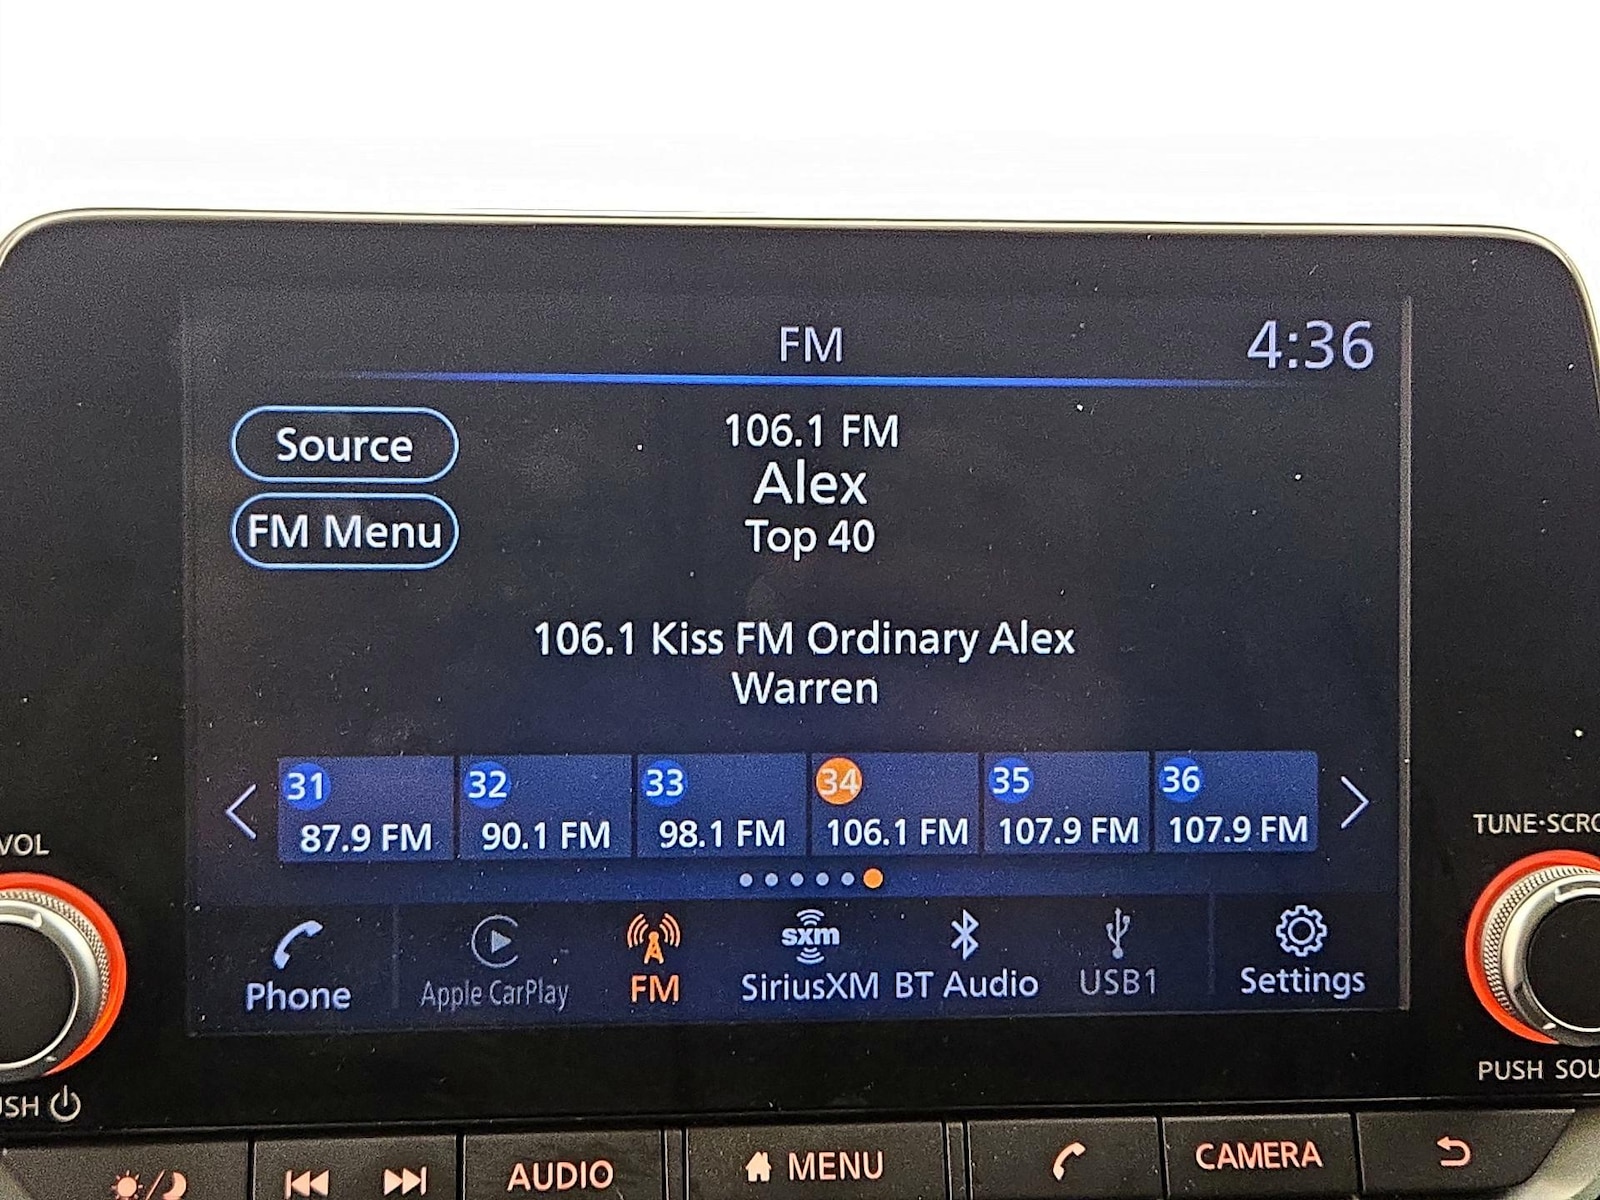 FM
4:36
Source
106.1 FM
Alex
FM Menu
Top 40
106.1 Kiss FM Ordinary Alex
Warren
31 32 33 34 35 36
87.9 FM 90.1 FM 98.1 FM 106.1 FM 107.9 FM 107.9 FM
VOL
TUNE·SCRO
sxm
Phone Apple CarPlay FM SiriusXM BT Audio USB1 Settings
USH
PUSH SOU
AUDIO MENU CAMERA